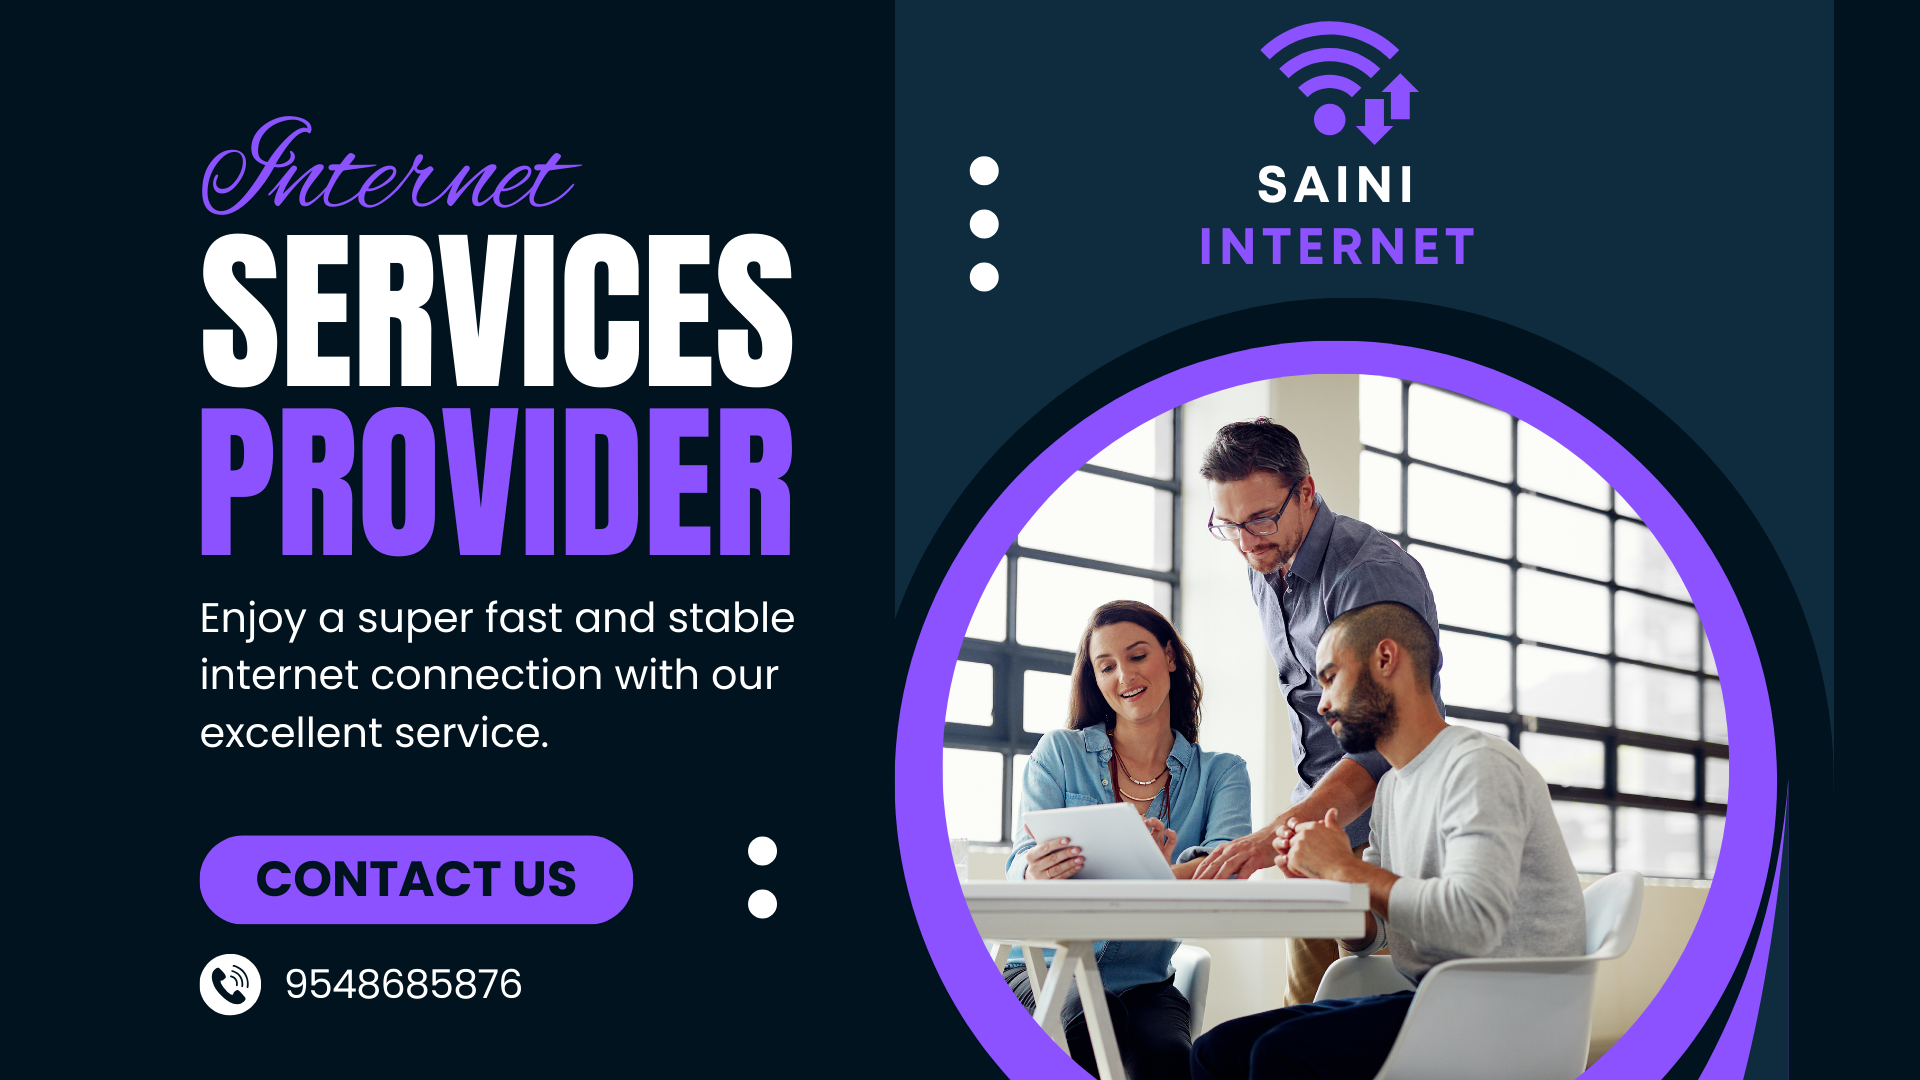 Internet
SERVICES
PROVIDER
Enjoy a super fast and stable
internet connection with our
excellent service.
CONTACT US
9548685876
SAINI
INTERNET